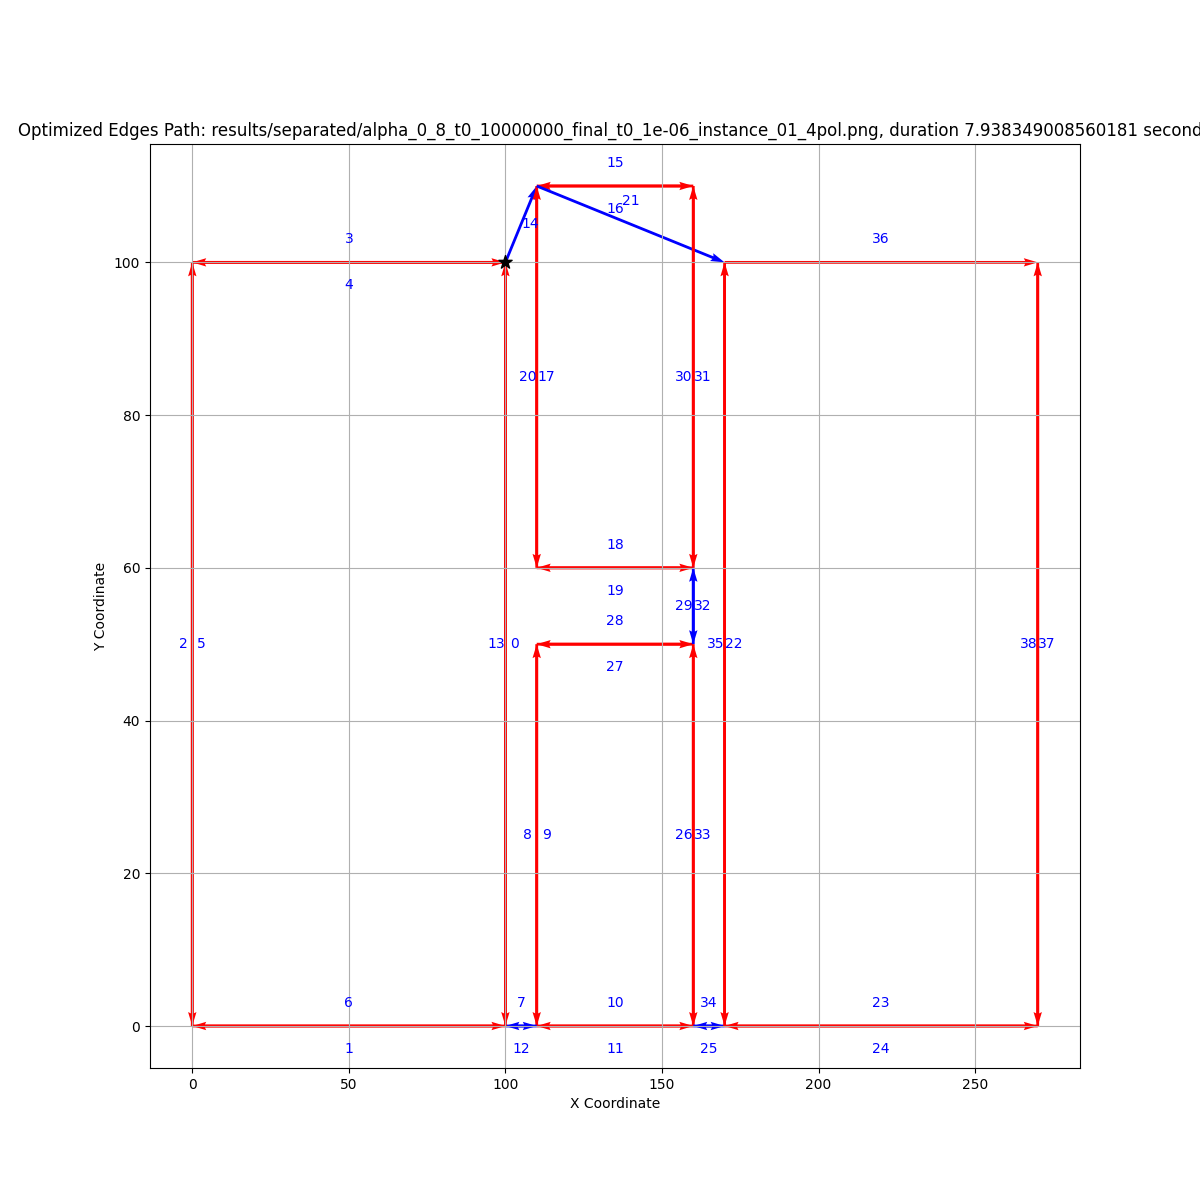 Optimized Edges Path: results/separated/alpha_0_8_t0_10000000_final_t0_1e-06_instance_01_4pol.png, duration 7.938349008560181 second
15
21
16
14
3
36
4
100
20 17 30 31
80
18
60
19
29 32
28
2 5 13 0 35 22 38 37
27
40
8 9 26 33
20
6 7 10 34 23
0
1 12 11 25 24
0 50 100 150 200 250
X Coordinate
Y Coordinate